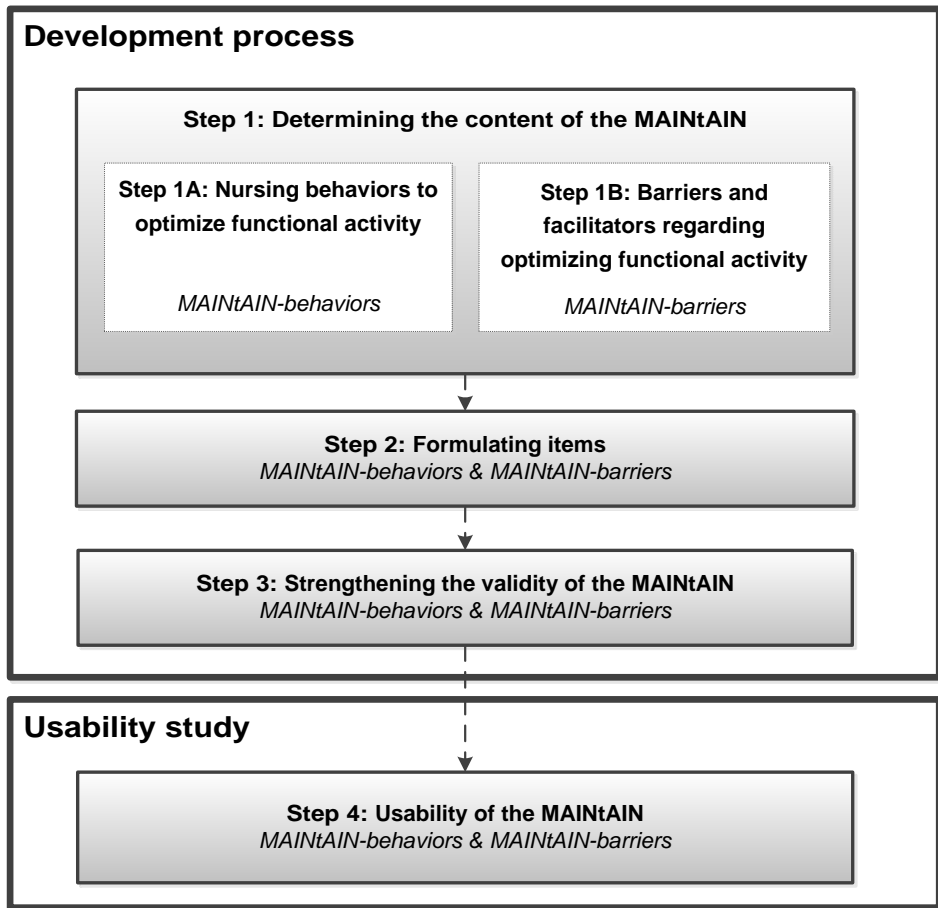 Development process
Step 1: Determining the content of the MAINtAIN
Step 1A: Nursing behaviors to
optimize functional activity
MAINtAIN-behaviors
Step 1B: Barriers and
facilitators regarding
optimizing functional activity
MAINtAIN-barriers
Step 2: Formulating items
MAINtAIN-behaviors & MAINtAIN-barriers
Step 3: Strengthening the validity of the MAINtAIN
MAINtAIN-behaviors & MAINtAIN-barriers
Usability study
Step 4: Usability of the MAINtAIN
MAINtAIN-behaviors & MAINtAIN-barriers